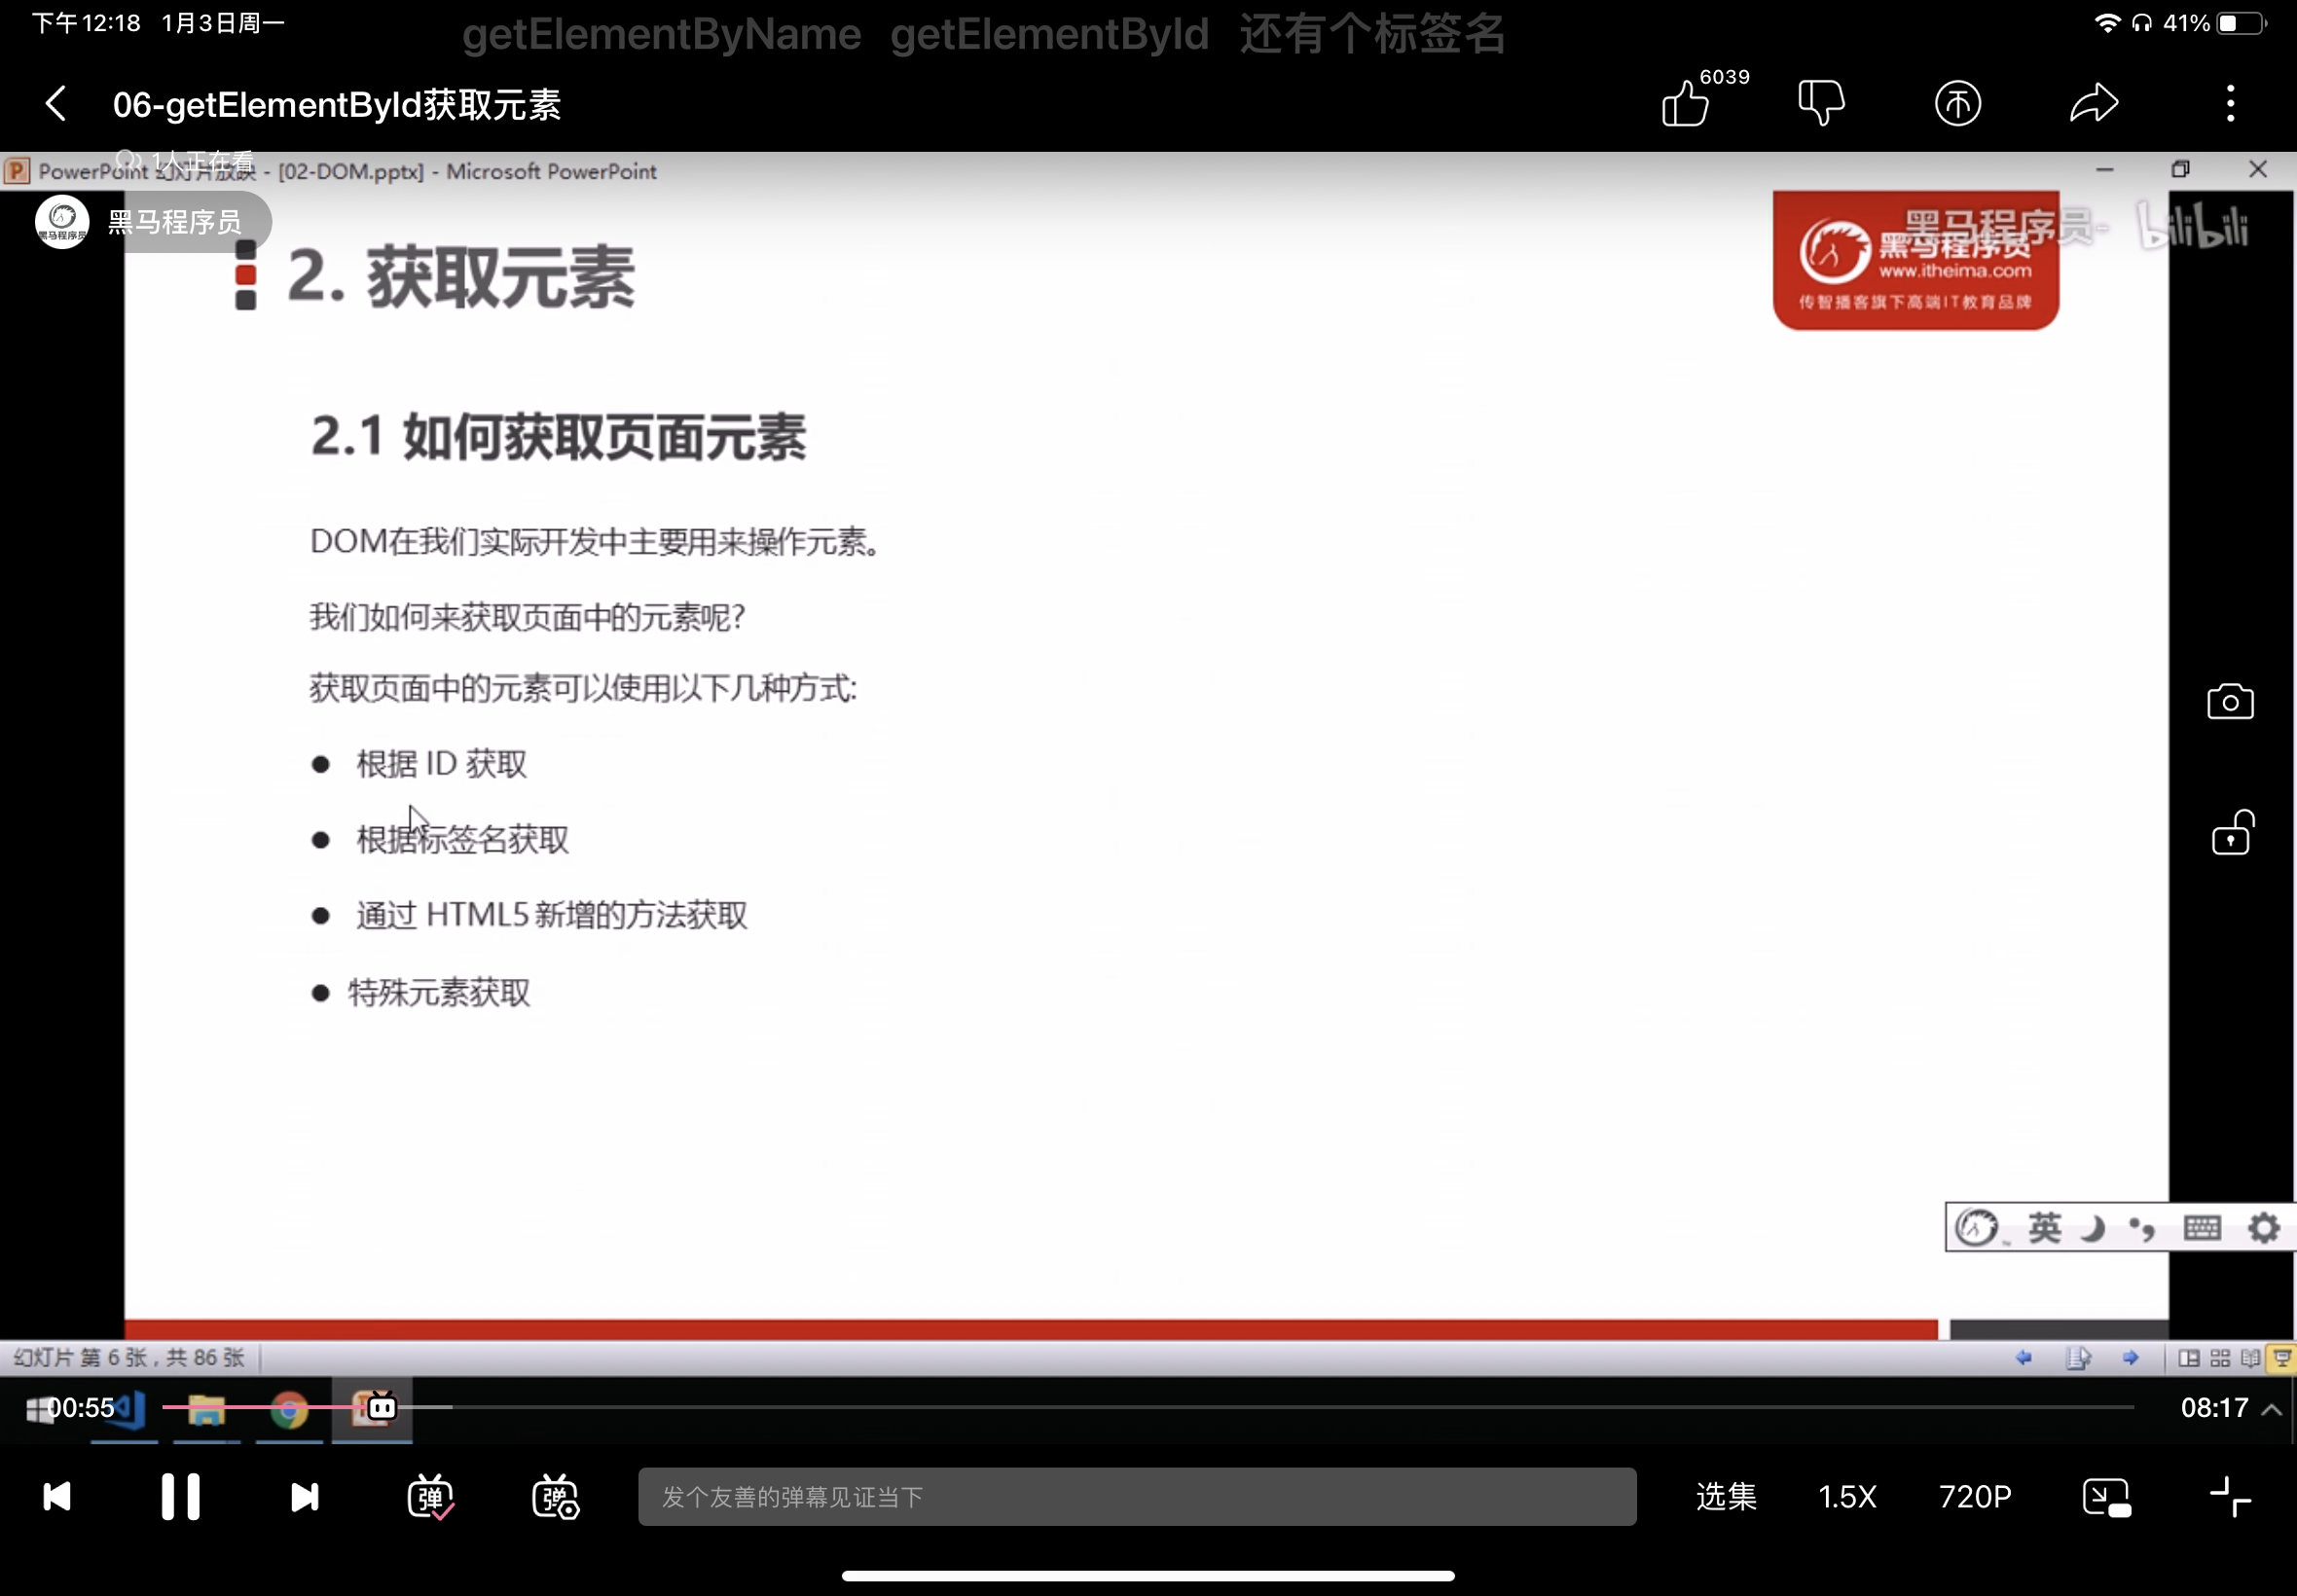 下午12:18 1月3日周一
getElementByName getElementById 还有个标签名
41%
06-getElementById获取元素
6039
1人正在看
PowerPoint 幻灯片放映 - [02-DOM.pptx] - Microsoft PowerPoint
黑马程序员
黑马程序员
黑马程序员- bilibili
2. 获取元素
黑马程序员
www.itheima.com
传智播客旗下高端IT教育品牌
2.1 如何获取页面元素
DOM在我们实际开发中主要用来操作元素。
我们如何来获取页面中的元素呢?
获取页面中的元素可以使用以下几种方式:
● 根据 ID 获取
● 根据标签名获取
● 通过 HTML5 新增的方法获取
● 特殊元素获取
英
幻灯片 第 6 张，共 86 张
00:55
08:17
弹
弹
发个友善的弹幕见证当下
选集
1.5X
720P